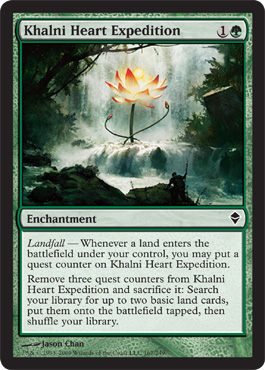 Khalni Heart Expedition 1
Enchantment
Landfall — Whenever a land enters the
battlefield under your control, you may put a
quest counter on Khalni Heart Expedition.
Remove three quest counters from Khalni
Heart Expedition and sacrifice it: Search
your library for up to two basic land cards,
put them onto the battlefield tapped, then
shuffle your library.
Jason Chan